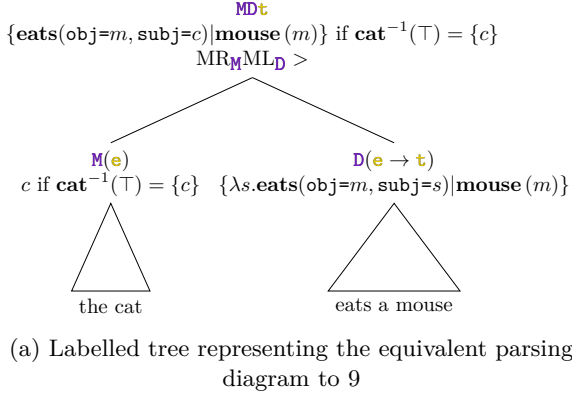 MDt
{eats(obj=m, subj=c)|mouse (m)} if cat⁻¹(⊤) = {c}
MR_M ML_D >
M(e) D(e → t)
c if cat⁻¹(⊤) = {c} {λs.eats(obj=m, subj=s)|mouse (m)}
the cat eats a mouse
(a) Labelled tree representing the equivalent parsing
diagram to 9